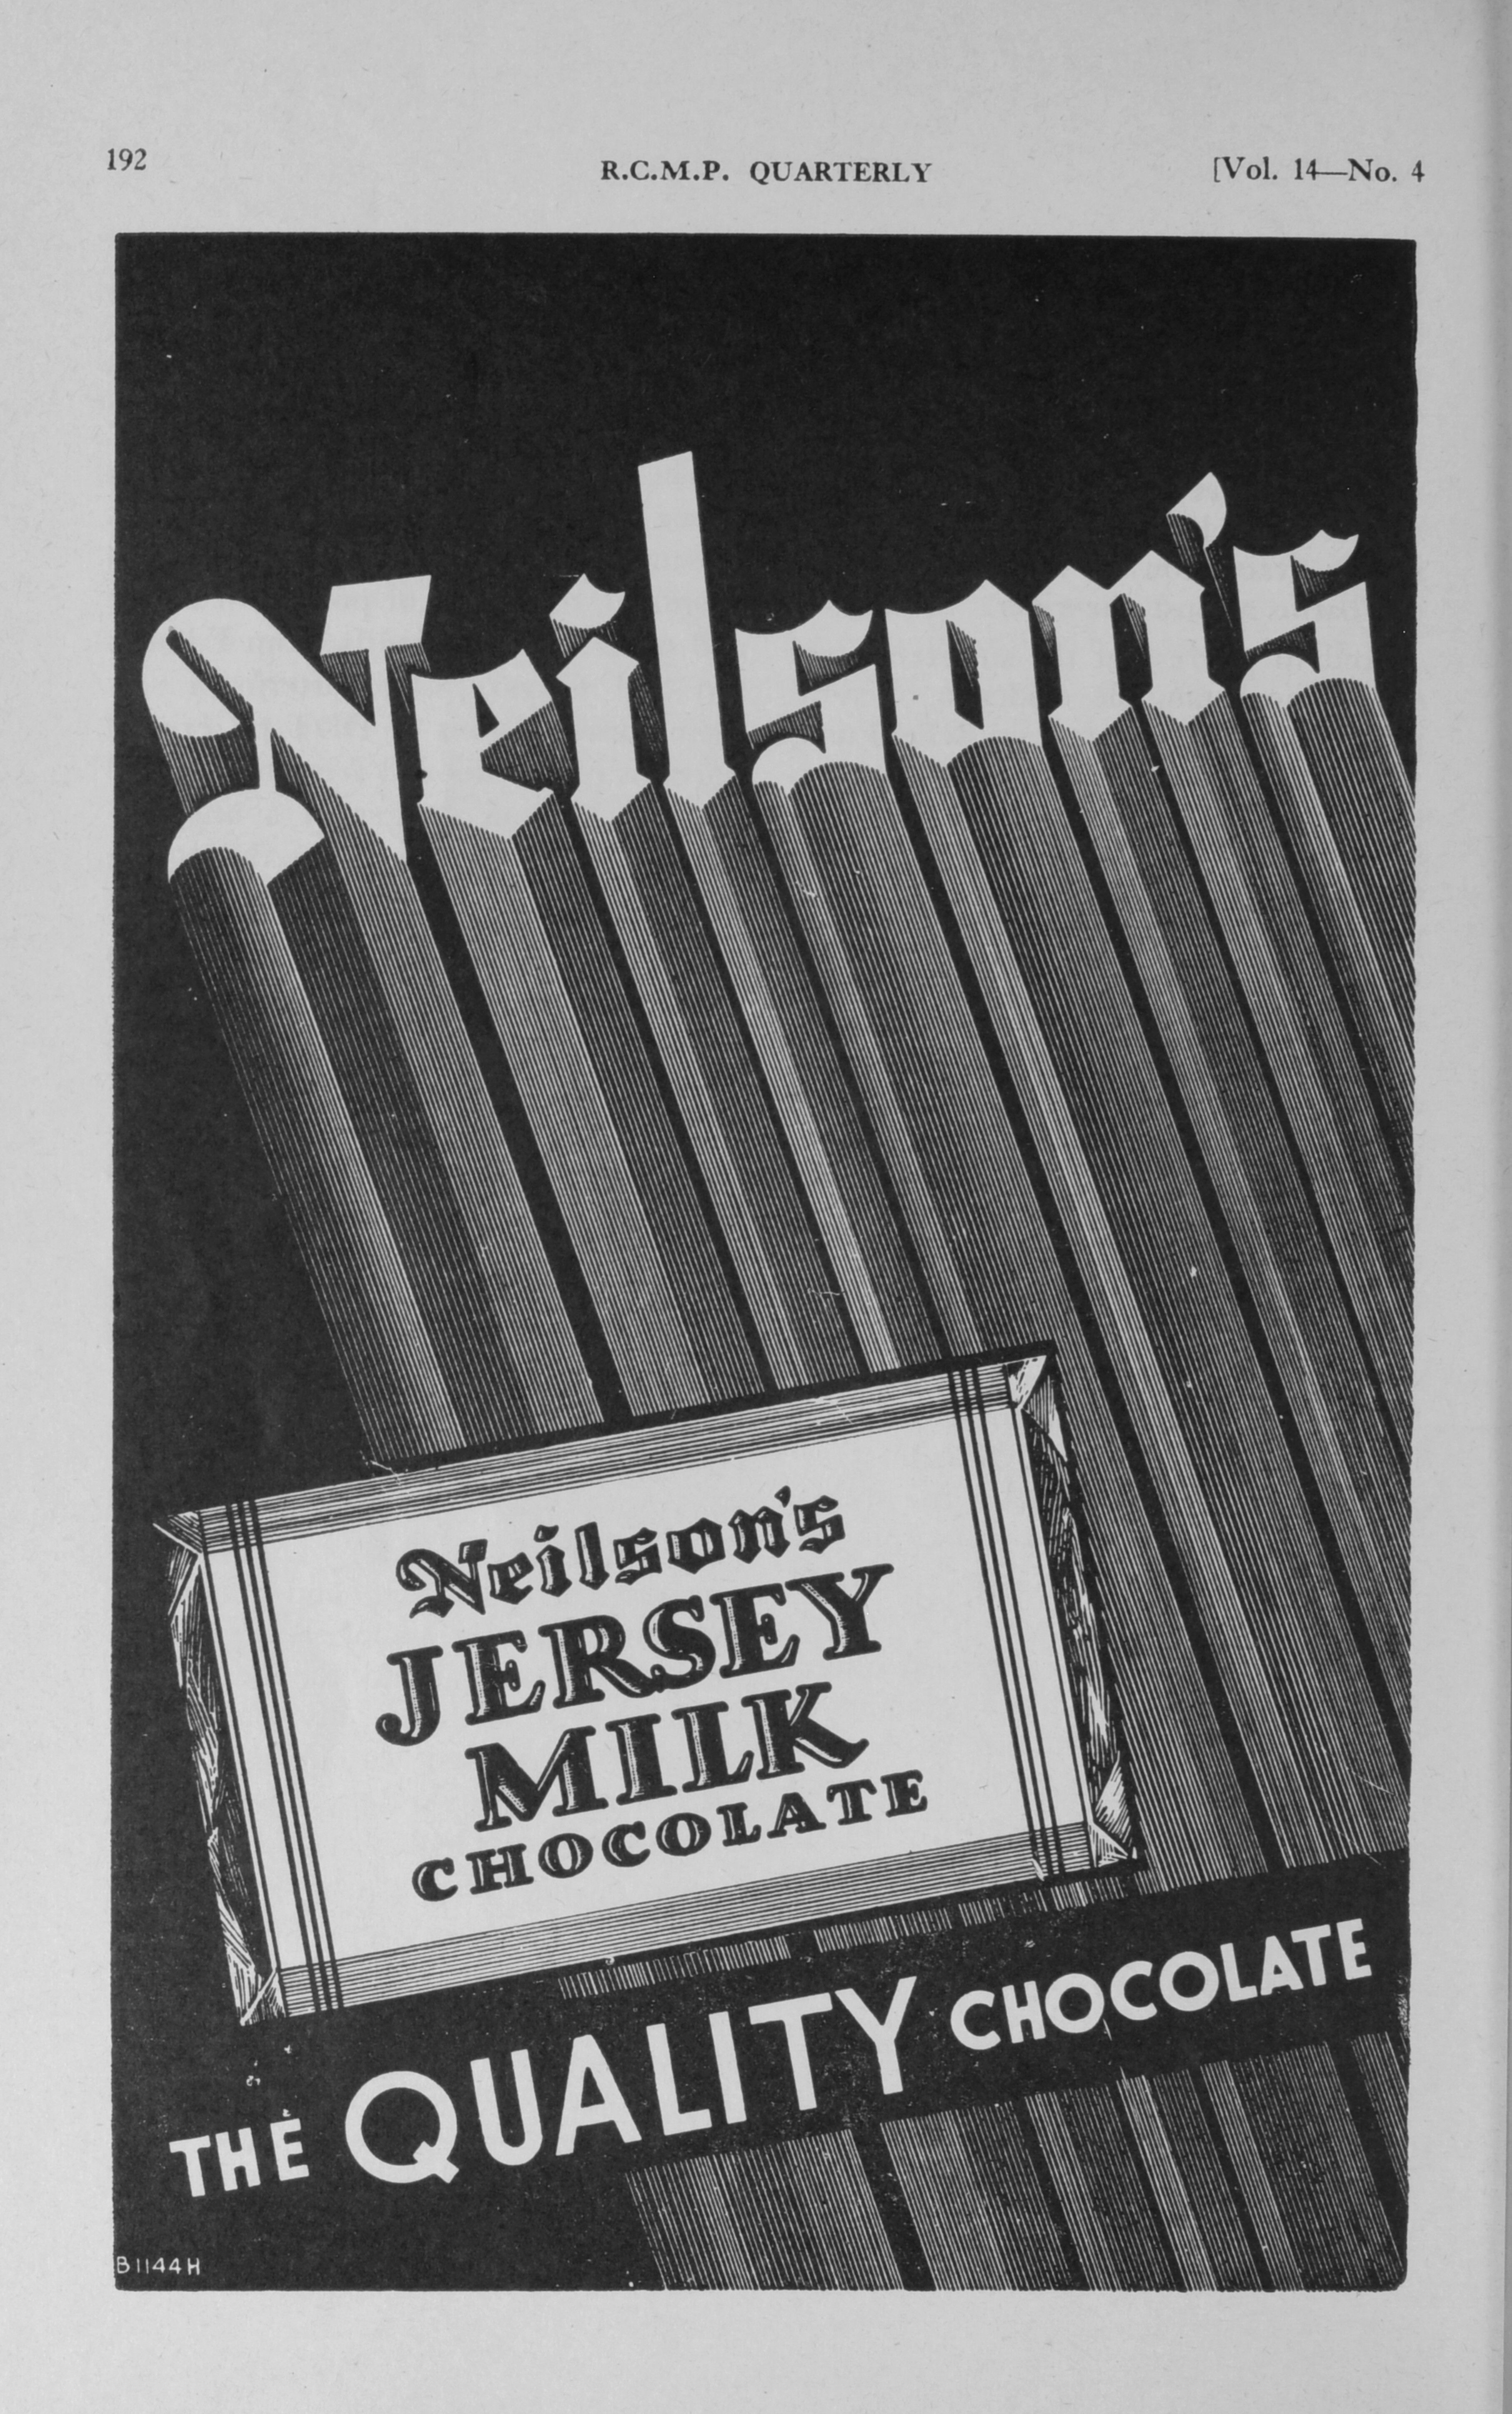 192
R.C.M.P. QUARTERLY
[Vol. 14—No. 4
Neilson's
Neilson's
JERSEY
MILK
CHOCOLATE
THE QUALITY CHOCOLATE
B1144H